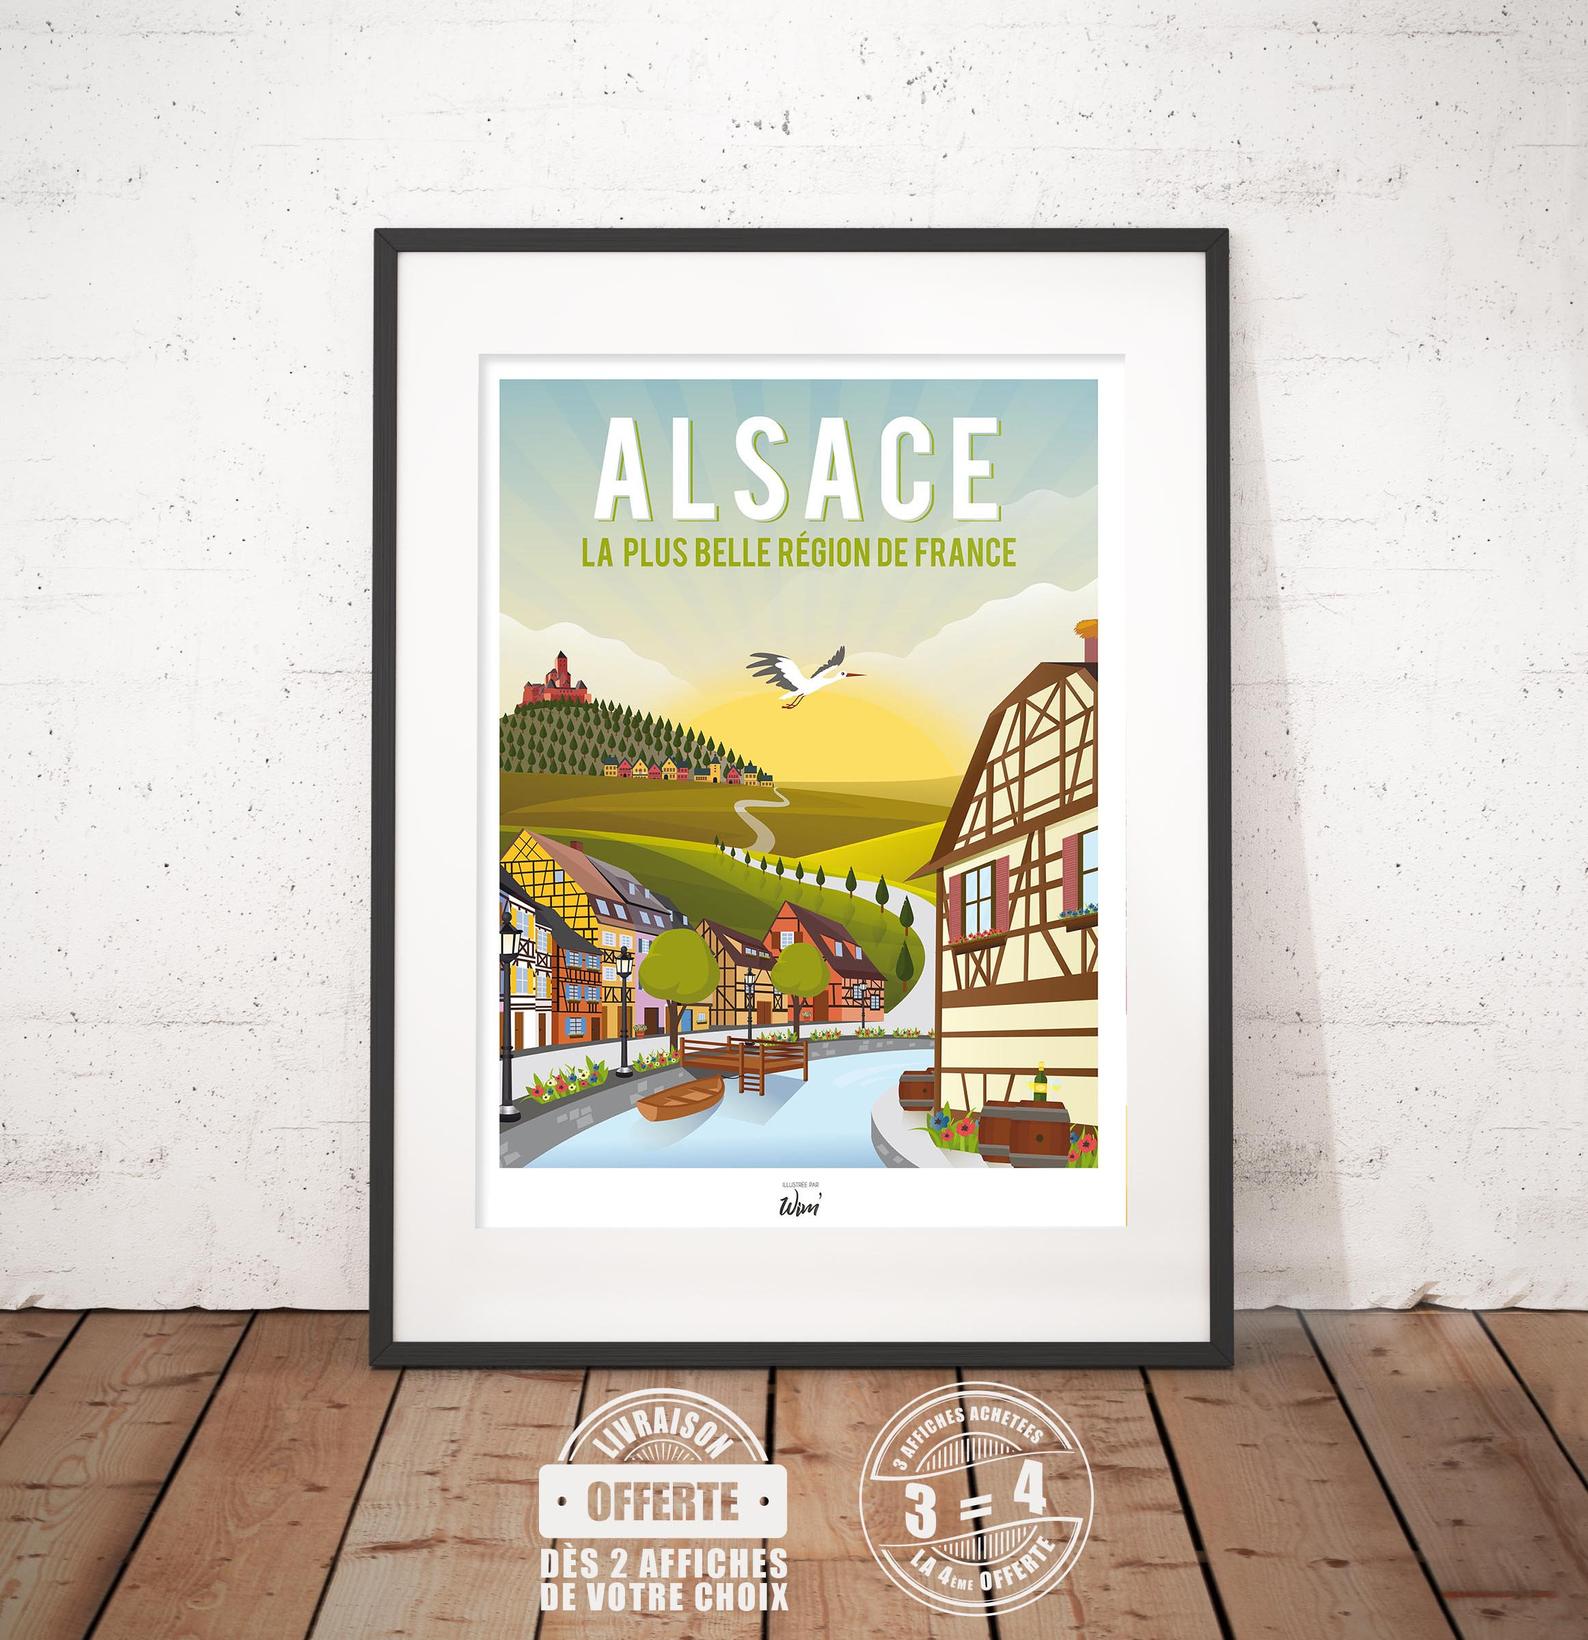 ALSACE
LA PLUS BELLE RÉGION DE FRANCE
ILLUSTRÉE PAR
Wim'
LIVRAISON
OFFERTE
DÈS 2 AFFICHES
DE VOTRE CHOIX
3 AFFICHES ACHETEES
3 = 4
LA 4ÈME OFFERTE